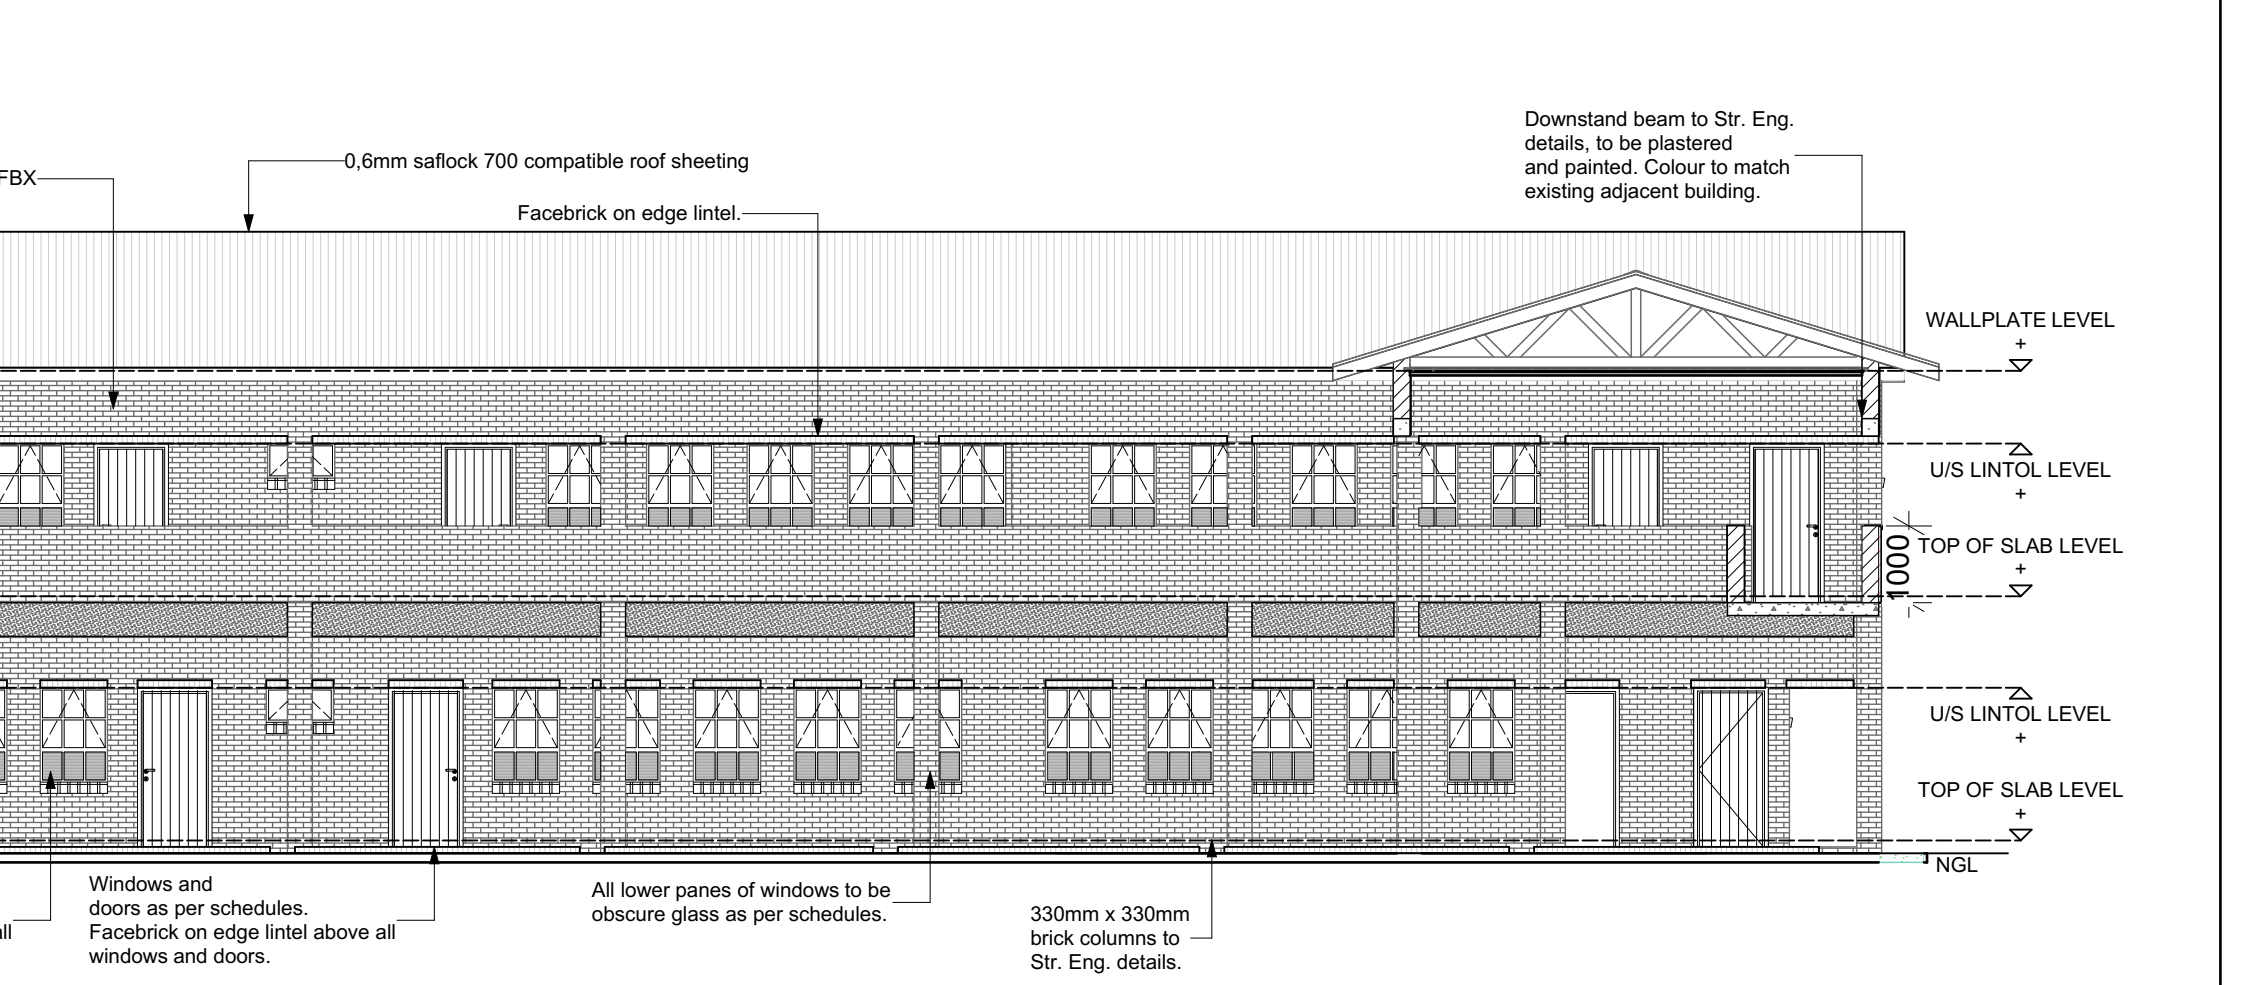 Downstand beam to Str. Eng.
details, to be plastered
and painted. Colour to match
existing adjacent building.
0,6mm saflock 700 compatible roof sheeting
FBX
Facebrick on edge lintel.
WALLPLATE LEVEL
+
U/S LINTOL LEVEL
+
1000
TOP OF SLAB LEVEL
+
U/S LINTOL LEVEL
+
TOP OF SLAB LEVEL
+
NGL
Windows and
doors as per schedules.
Facebrick on edge lintel above all
windows and doors.
all
All lower panes of windows to be
obscure glass as per schedules.
330mm x 330mm
brick columns to
Str. Eng. details.